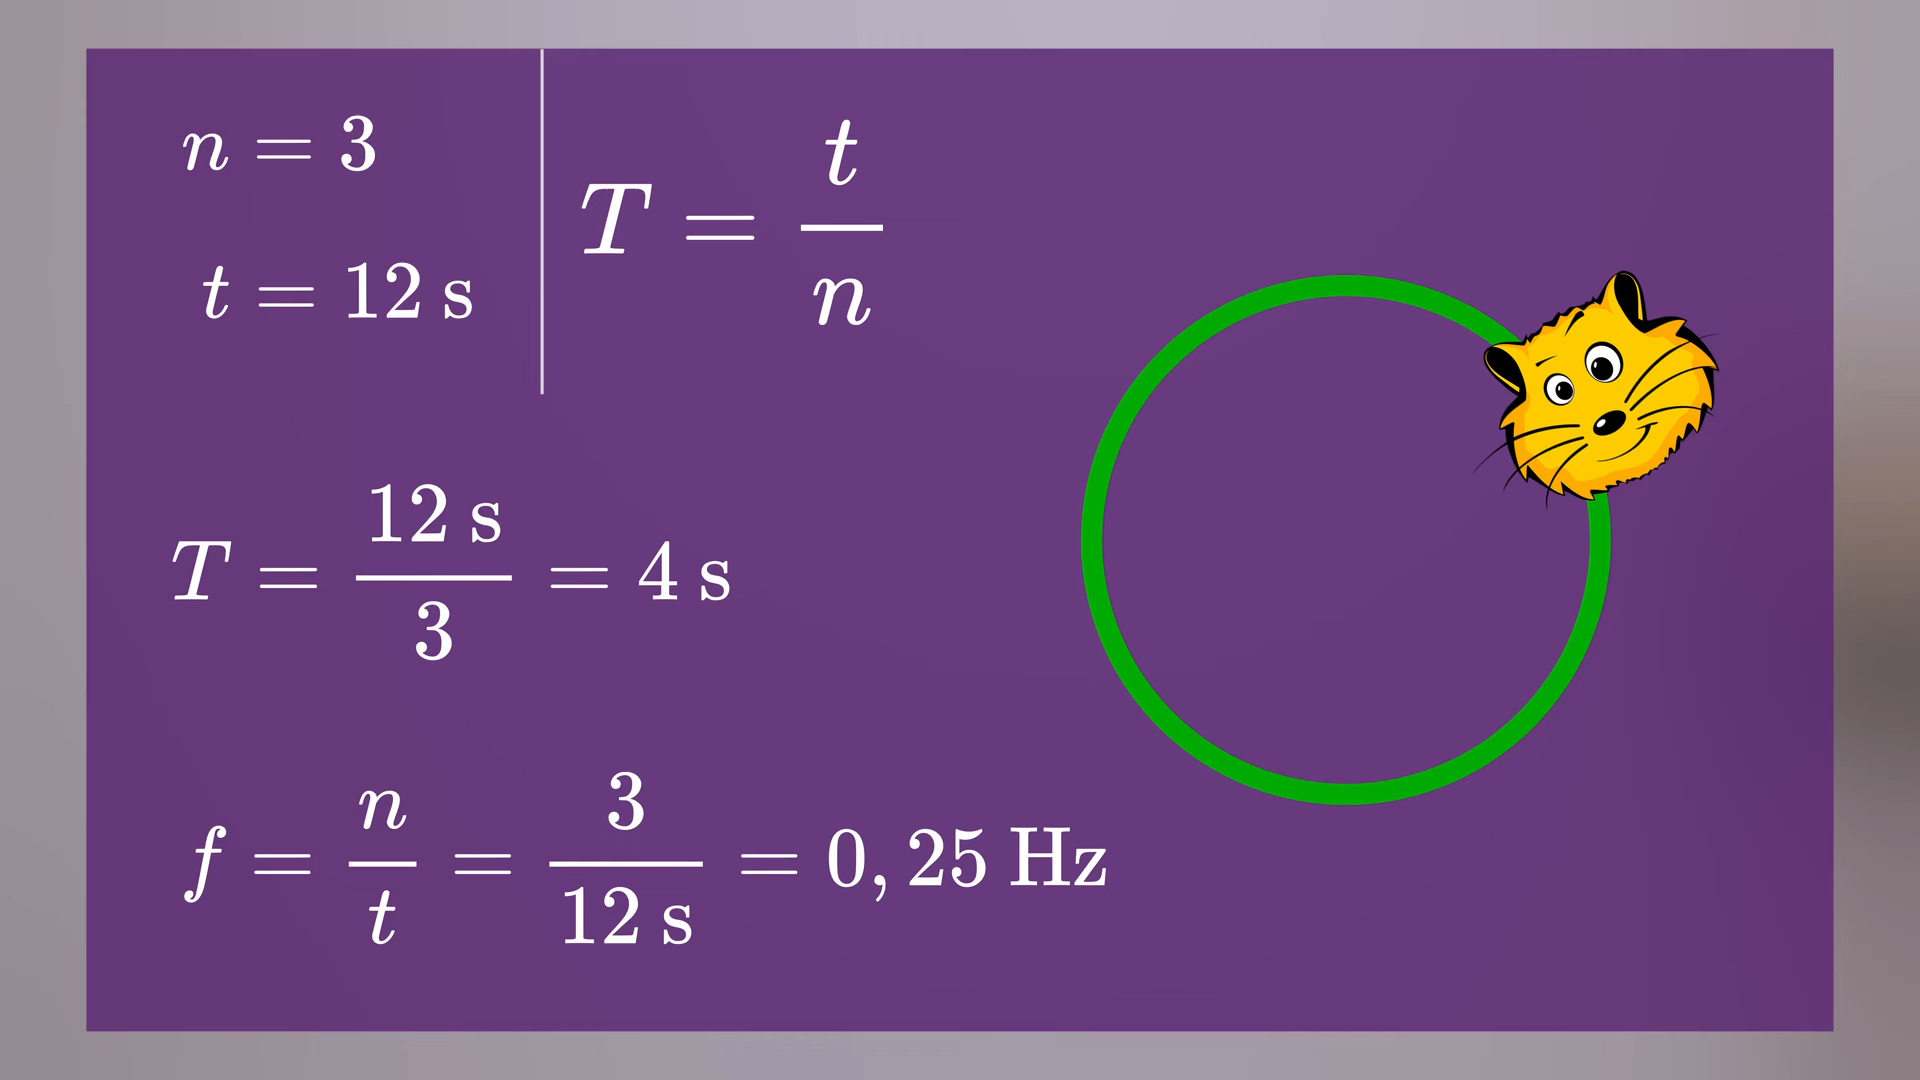 n = 3
t = 12 s
T = t/n
T = 12 s/3 = 4 s
f = n/t = 3/12 s = 0,25 Hz